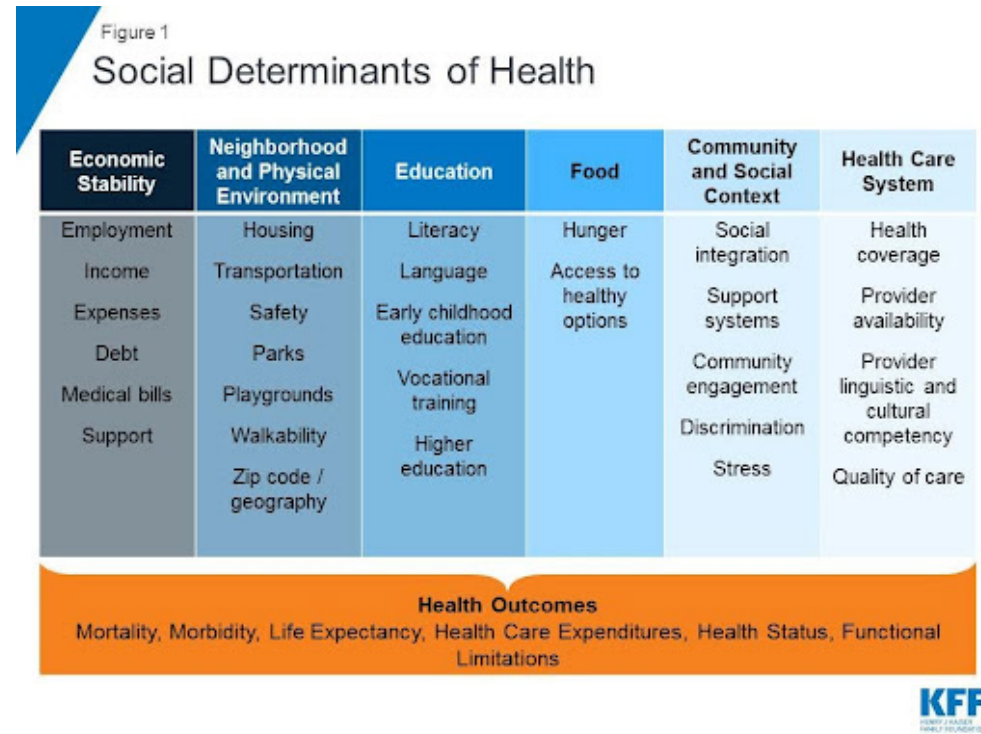 Figure 1
Social Determinants of Health
Economic
Stability
Neighborhood
and Physical
Environment
Education
Food
Community
and Social
Context
Health Care
System
Employment
Income
Expenses
Debt
Medical bills
Support
Housing
Transportation
Safety
Parks
Playgrounds
Walkability
Zip code /
geography
Literacy
Language
Early childhood
education
Vocational
training
Higher
education
Hunger
Access to
healthy
options
Social
integration
Support
systems
Community
engagement
Discrimination
Stress
Health
coverage
Provider
availability
Provider
linguistic and
cultural
competency
Quality of care
Health Outcomes
Mortality, Morbidity, Life Expectancy, Health Care Expenditures, Health Status, Functional
Limitations
KFF
HENRY J KAISER
FAMILY FOUNDATION